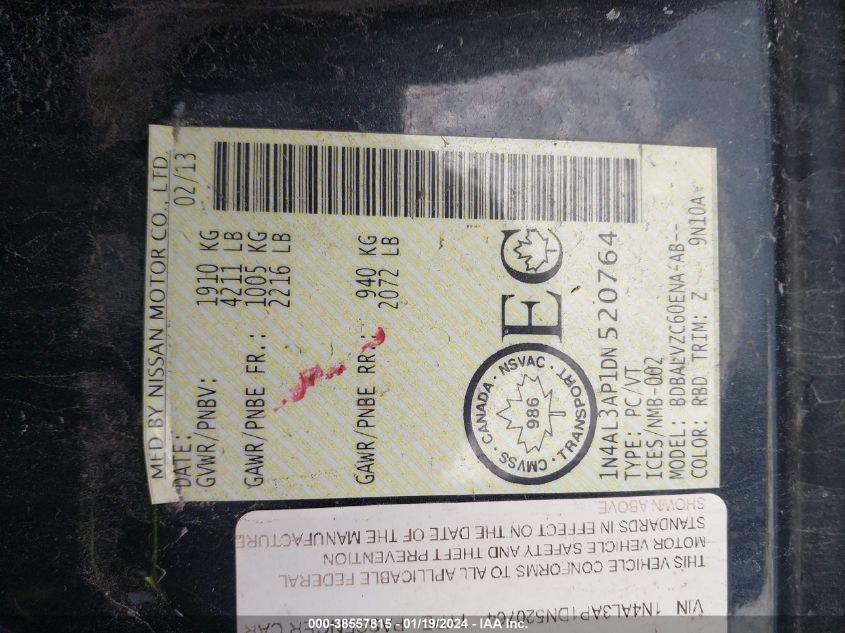 MFD BY NISSAN MOTOR CO., LTD.
DATE: 02/13
GVWR/PNBV: 1910 KG
4211 LB
GAWR/PNBE FR.: 1005 KG
2216 LB
GAWR/PNBE RR.: 940 KG
2072 LB
EC
CANADA · NSVAC · TRANSPORT · CMVSS ·
986
1N4AL3AP1DN520764
TYPE: PC/VT
ICES/NMB-002
MODEL: BDBALVZC60ENA-AB--
COLOR: RBD TRIM: Z 9N10A
THIS VEHICLE CONFORMS TO ALL APLLICABLE FEDERAL
MOTOR VEHICLE SAFETY AND THEFT PREVENTION
STANDARDS IN EFFECT ON THE DATE OF THE MANUFACTURE
SHOWN ABOVE
VIN 1N4AL3AP1DN520764
PASSENGER CAR
000-38557815 - 01/19/2024 - IAA Inc.